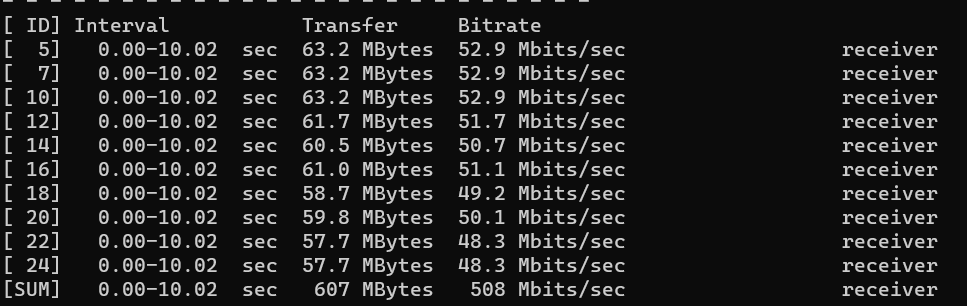 - - - - - - - - - - - - - - - - - - - - - - - - -
[ ID] Interval           Transfer     Bitrate
[  5]   0.00-10.02  sec  63.2 MBytes  52.9 Mbits/sec                  receiver
[  7]   0.00-10.02  sec  63.2 MBytes  52.9 Mbits/sec                  receiver
[ 10]   0.00-10.02  sec  63.2 MBytes  52.9 Mbits/sec                  receiver
[ 12]   0.00-10.02  sec  61.7 MBytes  51.7 Mbits/sec                  receiver
[ 14]   0.00-10.02  sec  60.5 MBytes  50.7 Mbits/sec                  receiver
[ 16]   0.00-10.02  sec  61.0 MBytes  51.1 Mbits/sec                  receiver
[ 18]   0.00-10.02  sec  58.7 MBytes  49.2 Mbits/sec                  receiver
[ 20]   0.00-10.02  sec  59.8 MBytes  50.1 Mbits/sec                  receiver
[ 22]   0.00-10.02  sec  57.7 MBytes  48.3 Mbits/sec                  receiver
[ 24]   0.00-10.02  sec  57.7 MBytes  48.3 Mbits/sec                  receiver
[SUM]   0.00-10.02  sec   607 MBytes   508 Mbits/sec                  receiver